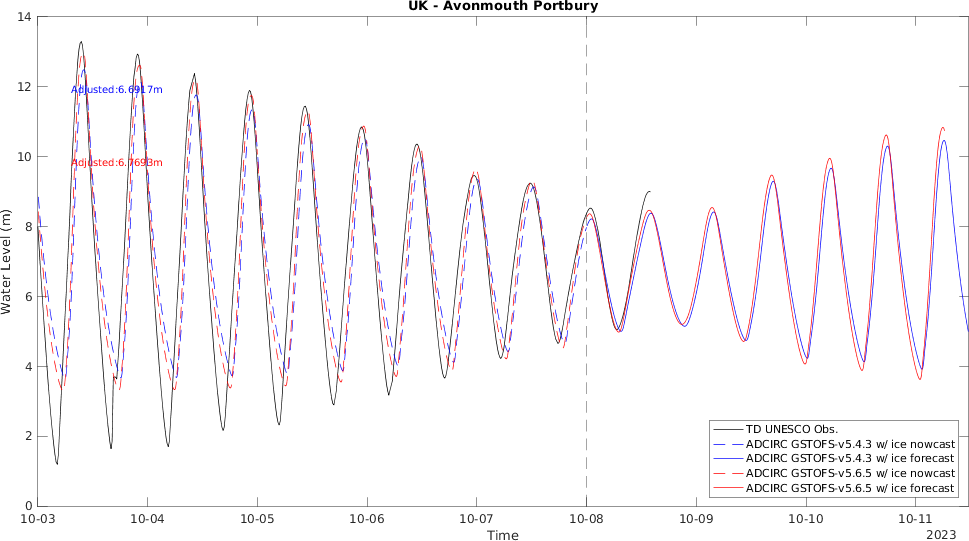 UK - Avonmouth Portbury
14
12
10
8
6
4
2
0
Water Level (m)
Adjusted:6.6917m
Adjusted:6.7693m
TD UNESCO Obs.
ADCIRC GSTOFS-v5.4.3 w/ ice nowcast
ADCIRC GSTOFS-v5.4.3 w/ ice forecast
ADCIRC GSTOFS-v5.6.5 w/ ice nowcast
ADCIRC GSTOFS-v5.6.5 w/ ice forecast
10-03 10-04 10-05 10-06 10-07 10-08 10-09 10-10 10-11
Time
2023